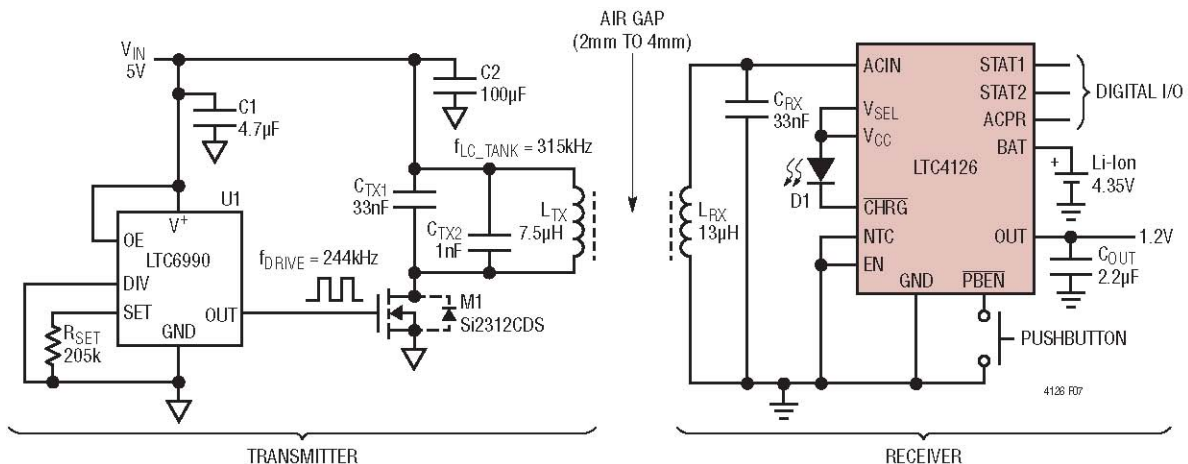 AIR GAP
(2mm TO 4mm)
VIN
5V
C1
4.7µF
C2
100µF
fLC_TANK = 315kHz
CTX1
33nF
CTX2
1nF
LTX
7.5µH
U1
V+
OE
LTC6990
DIV
SET
OUT
GND
RSET
205k
fDRIVE = 244kHz
M1
Si2312CDS
TRANSMITTER
LRX
13µH
CRX
33nF
D1
ACIN
VSEL
VCC
CHRG
NTC
EN
GND
PBEN
LTC4126
STAT1
STAT2
ACPR
BAT
OUT
DIGITAL I/O
+
Li-Ion
4.35V
1.2V
COUT
2.2µF
PUSHBUTTON
4126 F07
RECEIVER